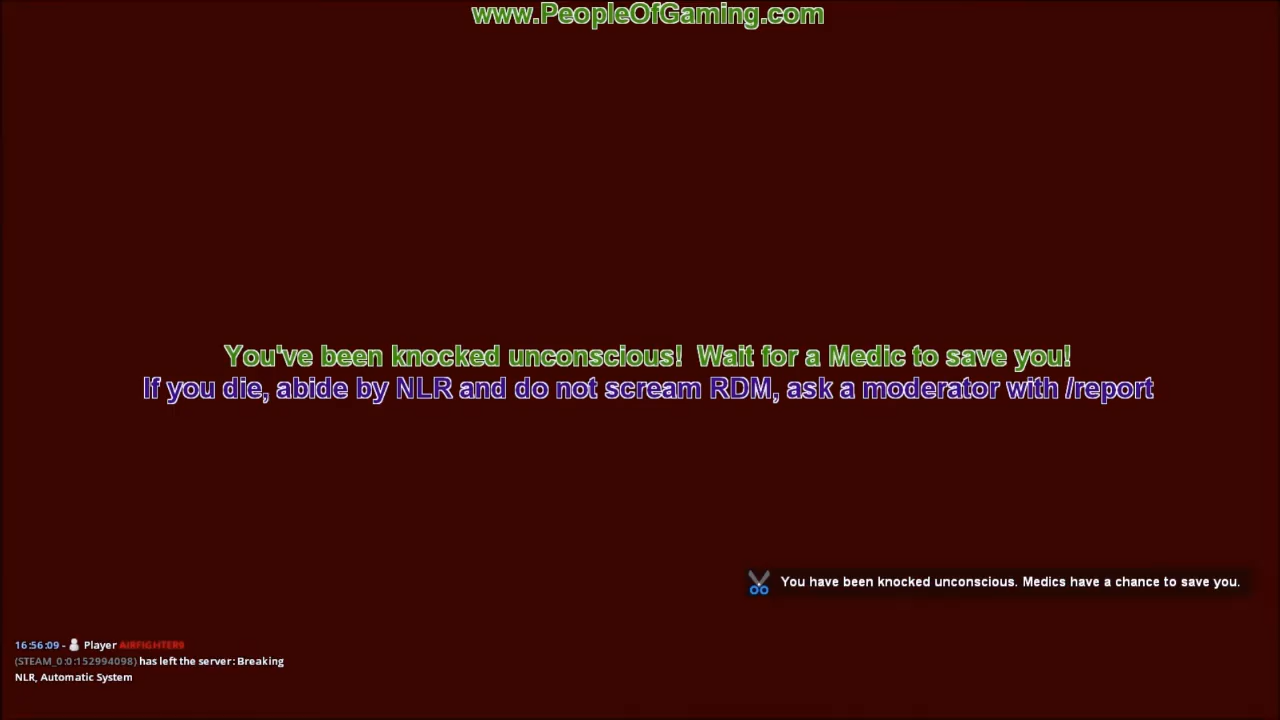 www.PeopleOfGaming.com
You've been knocked unconscious!  Wait for a Medic to save you!
If you die, abide by NLR and do not scream RDM, ask a moderator with /report
You have been knocked unconscious. Medics have a chance to save you.
16:56:09 - Player AIRFIGHTER9
(STEAM_0:0:152994098) has left the server: Breaking
NLR, Automatic System